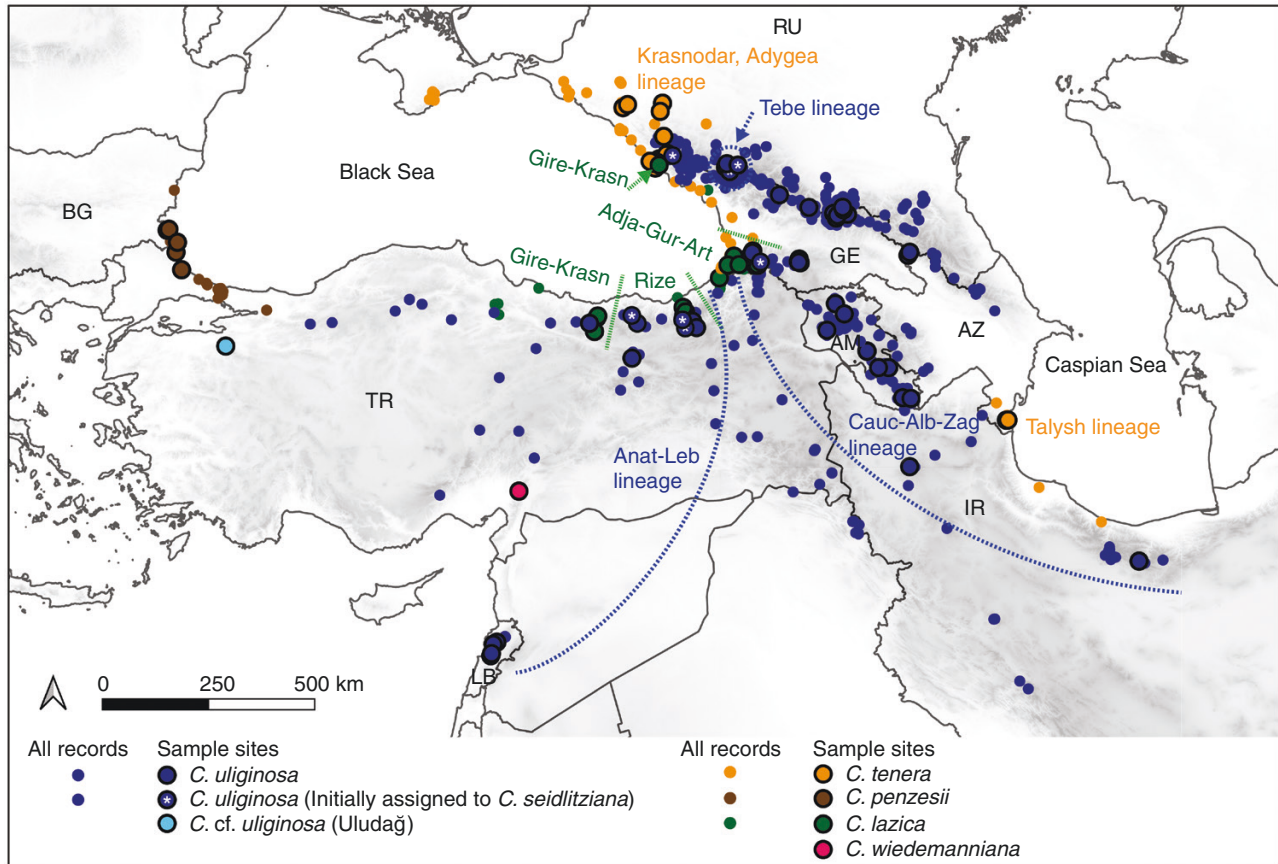 RU
Krasnodar, Adygea
lineage
Tebe lineage
Black Sea
Gire-Krasn
BG
Adja-Gur-Art
GE
Gire-Krasn
Rize
AZ
AM
Caspian Sea
TR
Cauc-Alb-Zag
lineage
Talysh lineage
Anat-Leb
lineage
IR
LB
0 250 500 km
All records Sample sites
C. uliginosa
* C. uliginosa (Initially assigned to C. seidlitziana)
C. cf. uliginosa (Uludağ)
All records Sample sites
C. tenera
C. penzesii
C. lazica
C. wiedemanniana